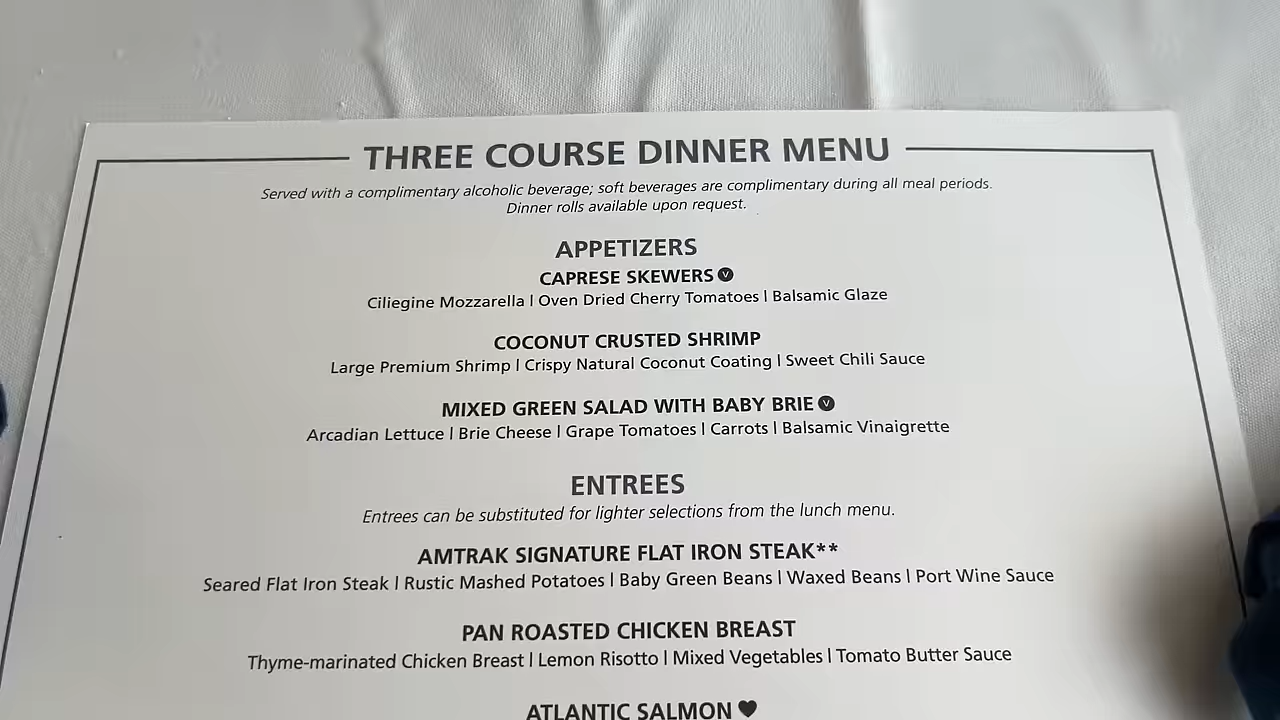 THREE COURSE DINNER MENU
Served with a complimentary alcoholic beverage; soft beverages are complimentary during all meal periods.
Dinner rolls available upon request.
APPETIZERS
CAPRESE SKEWERS V
Ciliegine Mozzarella | Oven Dried Cherry Tomatoes | Balsamic Glaze
COCONUT CRUSTED SHRIMP
Large Premium Shrimp | Crispy Natural Coconut Coating | Sweet Chili Sauce
MIXED GREEN SALAD WITH BABY BRIE V
Arcadian Lettuce | Brie Cheese | Grape Tomatoes | Carrots | Balsamic Vinaigrette
ENTREES
Entrees can be substituted for lighter selections from the lunch menu.
AMTRAK SIGNATURE FLAT IRON STEAK**
Seared Flat Iron Steak | Rustic Mashed Potatoes | Baby Green Beans | Waxed Beans | Port Wine Sauce
PAN ROASTED CHICKEN BREAST
Thyme-marinated Chicken Breast | Lemon Risotto | Mixed Vegetables | Tomato Butter Sauce
ATLANTIC SALMON ♥